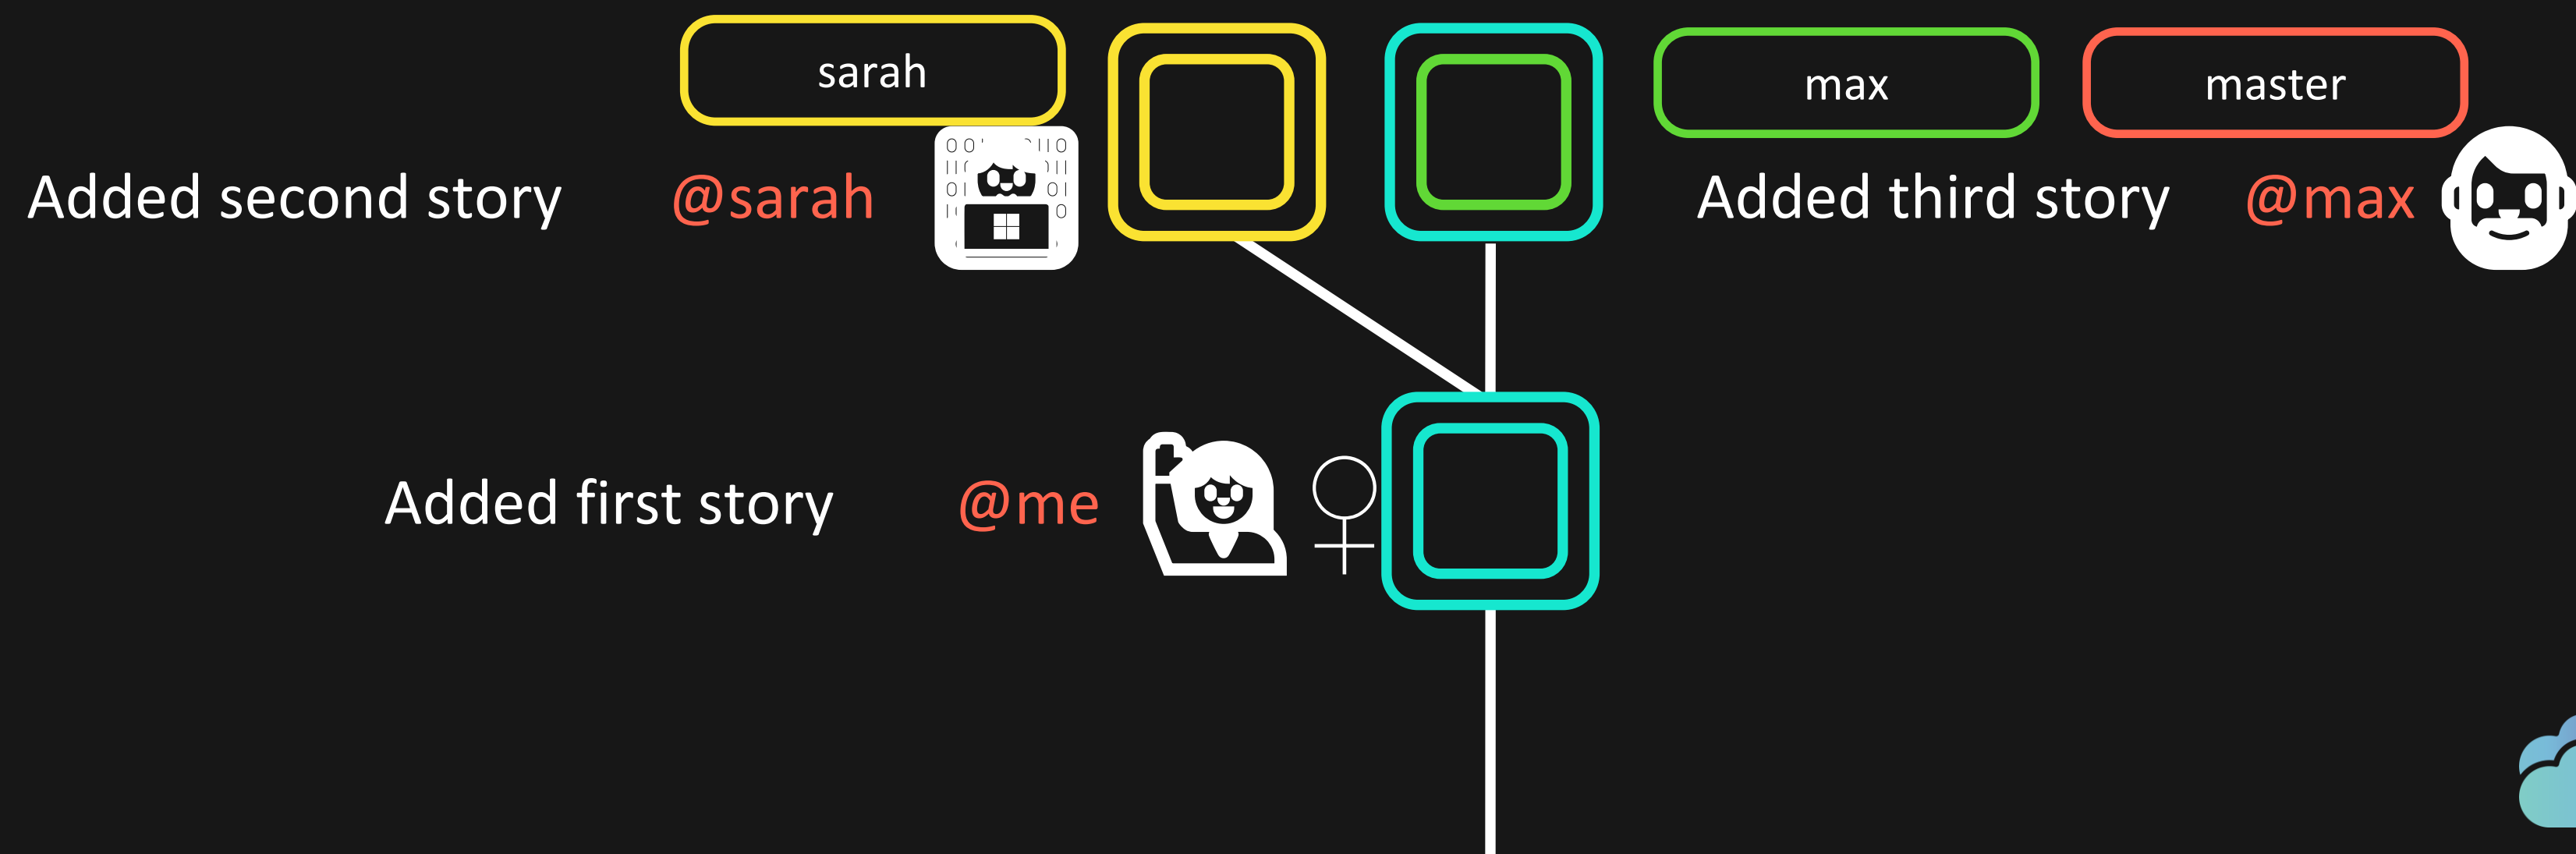 sarah
max
master
Added second story @sarah
Added third story @max
Added first story @me